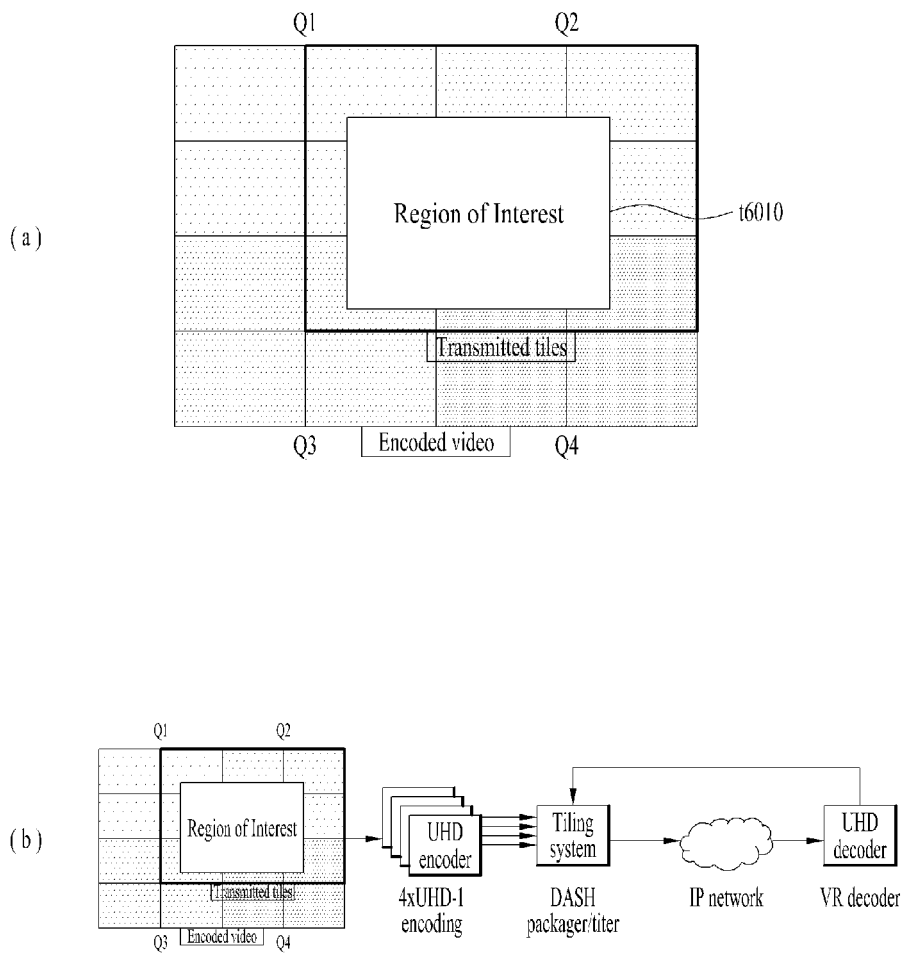 Q1 Q2
Region of Interest
t6010
( a )
Transmitted tiles
Q3 Encoded video Q4
Q1 Q2
Region of Interest
( b )
Transmitted tiles
Q3 Encoded video Q4
UHD
encoder
4xUHD-1
encoding
Tiling
system
DASH
packager/titer
IP network
UHD
decoder
VR decoder